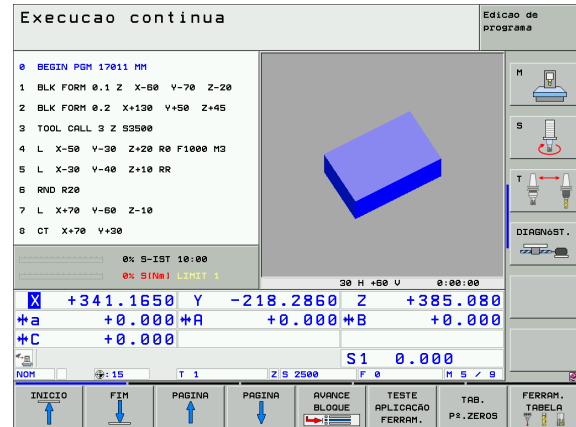 Execucao continua
Edicao de
programa
0 BEGIN PGM 17011 MM
1 BLK FORM 0.1 Z X-60 Y-70 Z-20
2 BLK FORM 0.2 X+130 Y+50 Z+45
3 TOOL CALL 3 Z S3500
4 L X-50 Y-30 Z+20 R0 F1000 M3
5 L X-30 Y-40 Z+10 RR
6 RND R20
7 L X+70 Y-60 Z-10
8 CT X+70 Y+30
M
S
T
DIAGNóST.
0% S-IST 10:00
0% S[Nm] LIMIT 1
30 H +60 V 0:00:00
X +341.1650 Y -218.2860 Z +385.080
a +0.000 A +0.000 B +0.000
C +0.000
S1 0.000
NOM : 15 T 1 Z S 2500 F 0 M 5 / 9
INICIO
FIM
PAGINA
PAGINA
AVANCE
BLOQUE
TESTE
APLICACÃO
FERRAM.
TAB.
Pº.ZEROS
FERRAM.
TABELA